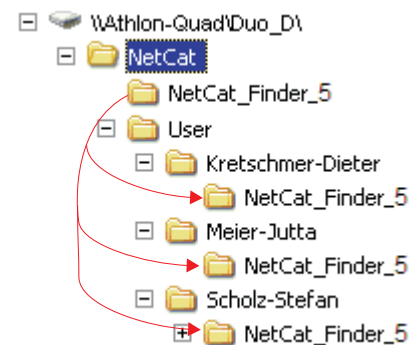 \\Athlon-Quad\Duo_D\
NetCat
NetCat_Finder_5
User
Kretschmer-Dieter
NetCat_Finder_5
Meier-Jutta
NetCat_Finder_5
Scholz-Stefan
NetCat_Finder_5